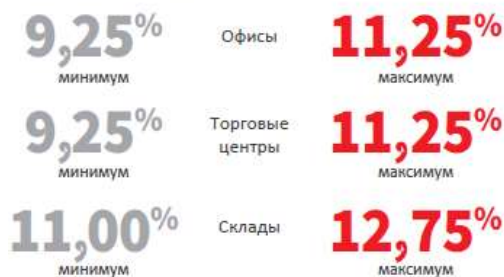 9,25% Офисы 11,25%
минимум максимум
9,25% Торговые центры 11,25%
минимум максимум
11,00% Склады 12,75%
минимум максимум